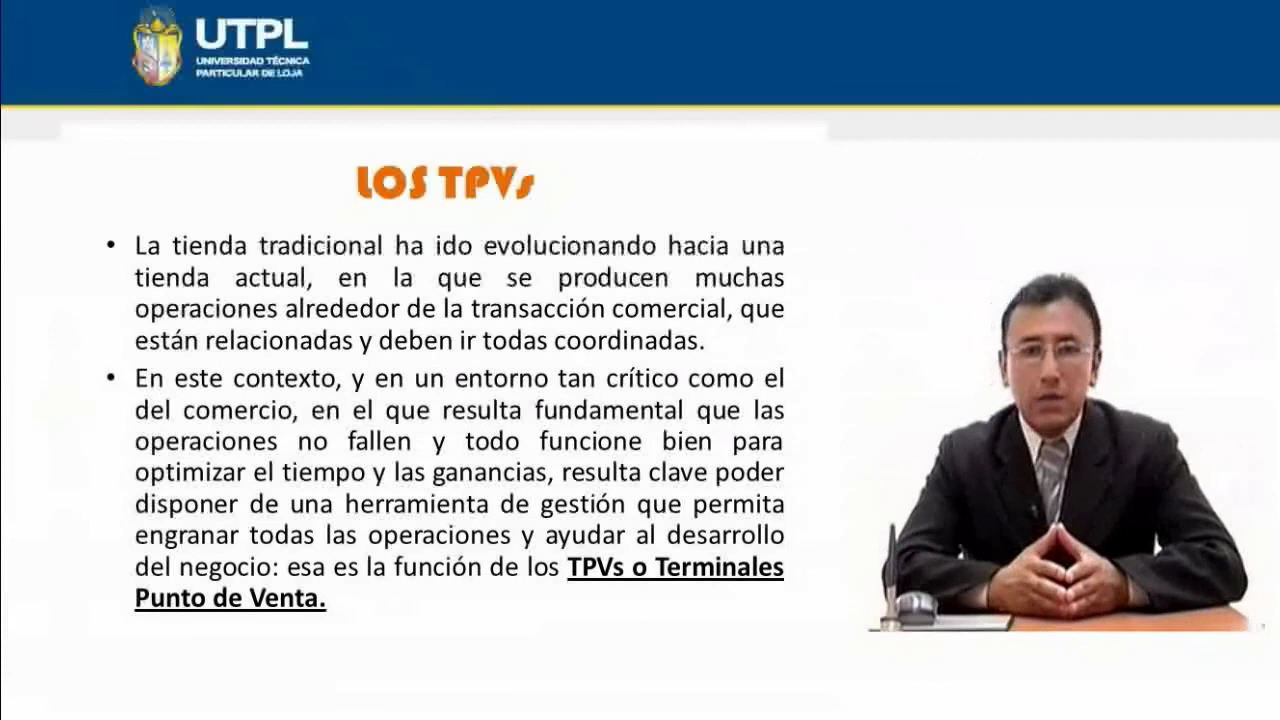 UTPL
UNIVERSIDAD TÉCNICA
PARTICULAR DE LOJA
LOS TPVs
• La tienda tradicional ha ido evolucionando hacia una
tienda actual, en la que se producen muchas
operaciones alrededor de la transacción comercial, que
están relacionadas y deben ir todas coordinadas.
• En este contexto, y en un entorno tan crítico como el
del comercio, en el que resulta fundamental que las
operaciones no fallen y todo funcione bien para
optimizar el tiempo y las ganancias, resulta clave poder
disponer de una herramienta de gestión que permita
engranar todas las operaciones y ayudar al desarrollo
del negocio: esa es la función de los TPVs o Terminales
Punto de Venta.